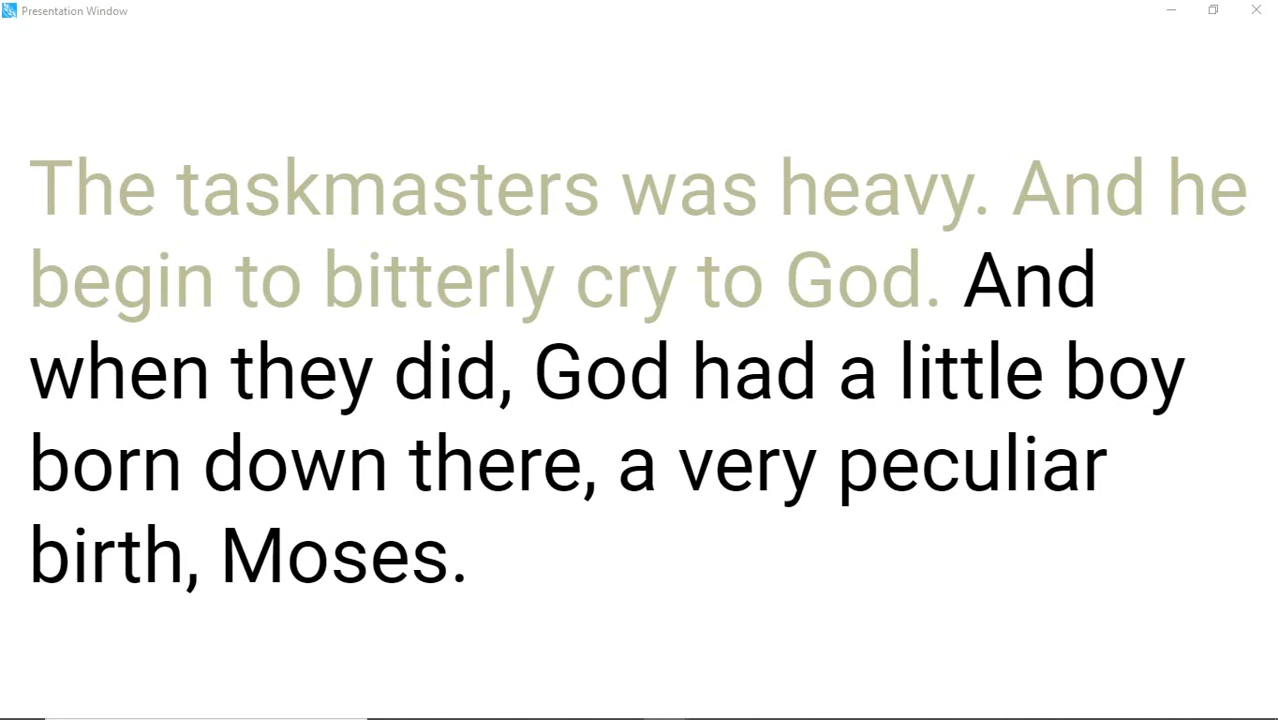 Presentation Window
The taskmasters was heavy. And he
begin to bitterly cry to God. And
when they did, God had a little boy
born down there, a very peculiar
birth, Moses.